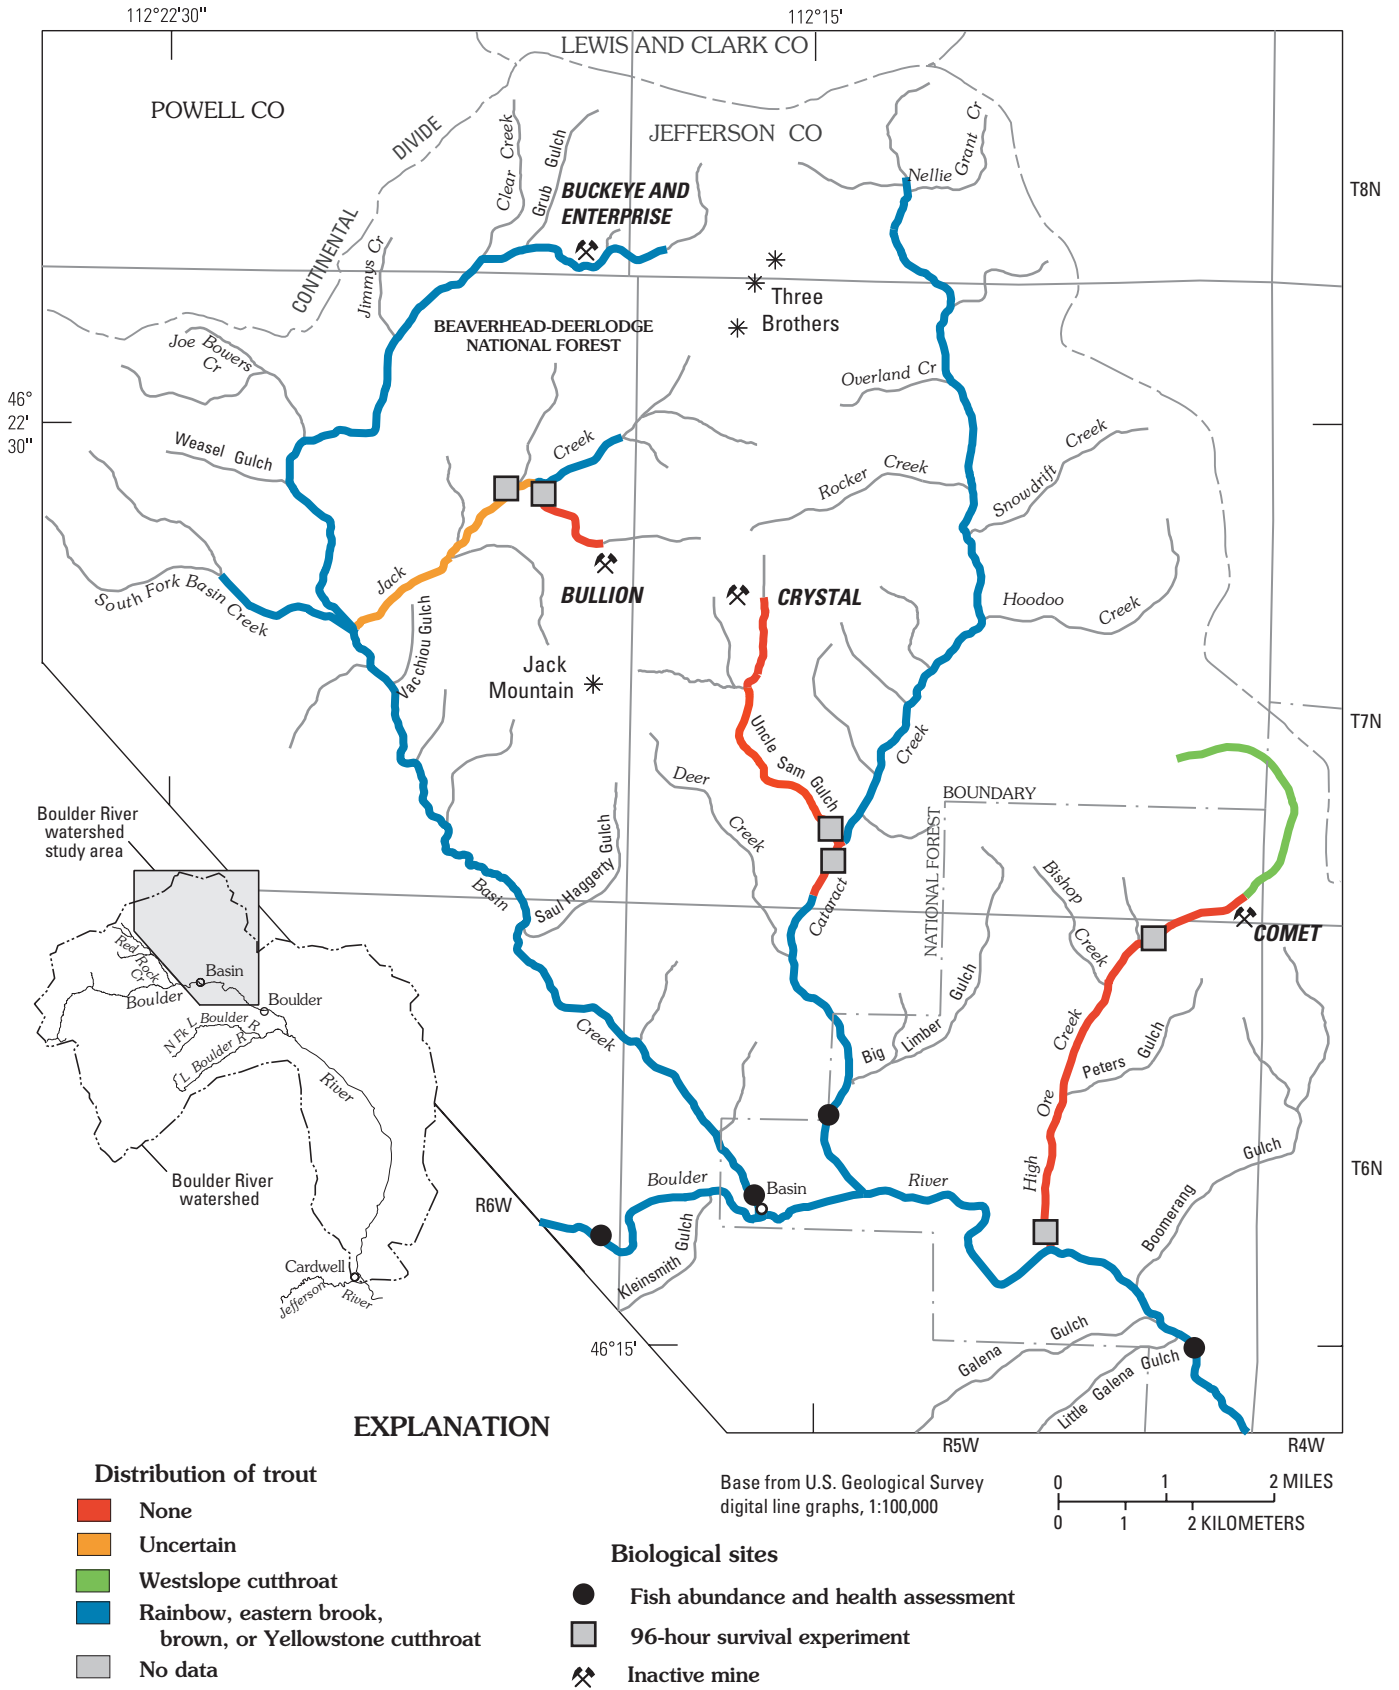 112°22'30"
112°15'
LEWIS AND CLARK CO
POWELL CO
JEFFERSON CO
DIVIDE
CONTINENTAL
Clear Creek
Grub Gulch
Nellie Grant Cr
T8N
BUCKEYE AND
ENTERPRISE
Jimmys Cr
Three
Brothers
BEAVERHEAD-DEERLODGE
NATIONAL FOREST
Joe Bowers
Cr
Overland Cr
46°
22'
30"
Weasel Gulch
Creek
Rocker Creek
Snowdrift Creek
Jack
BULLION
CRYSTAL
South Fork Basin Creek
Hoodoo Creek
Vacchiou Gulch
Jack
Mountain
T7N
Uncle Sam Gulch
Creek
Deer
Creek
BOUNDARY
NATIONAL FOREST
Boulder River
watershed
study area
Saul Haggerty Gulch
Basin
Cataract
Bishop
Creek
COMET
Red Rock
Cr
Basin
Boulder
Boulder
N Fk L Boulder R
L Boulder R
River
Creek
Big Limber Gulch
Creek
Peters Gulch
Ore
High
Boulder River
watershed
Gulch
T6N
Boulder
Basin
River
R6W
Boomerang
Kleinsmith Gulch
Cardwell
Jefferson River
46°15'
Galena Gulch
Little Galena Gulch
R5W
R4W
EXPLANATION
Distribution of trout
None
Uncertain
Westslope cutthroat
Rainbow, eastern brook,
brown, or Yellowstone cutthroat
No data
Base from U.S. Geological Survey
digital line graphs, 1:100,000
0 1 2 MILES
0 1 2 KILOMETERS
Biological sites
Fish abundance and health assessment
96-hour survival experiment
Inactive mine